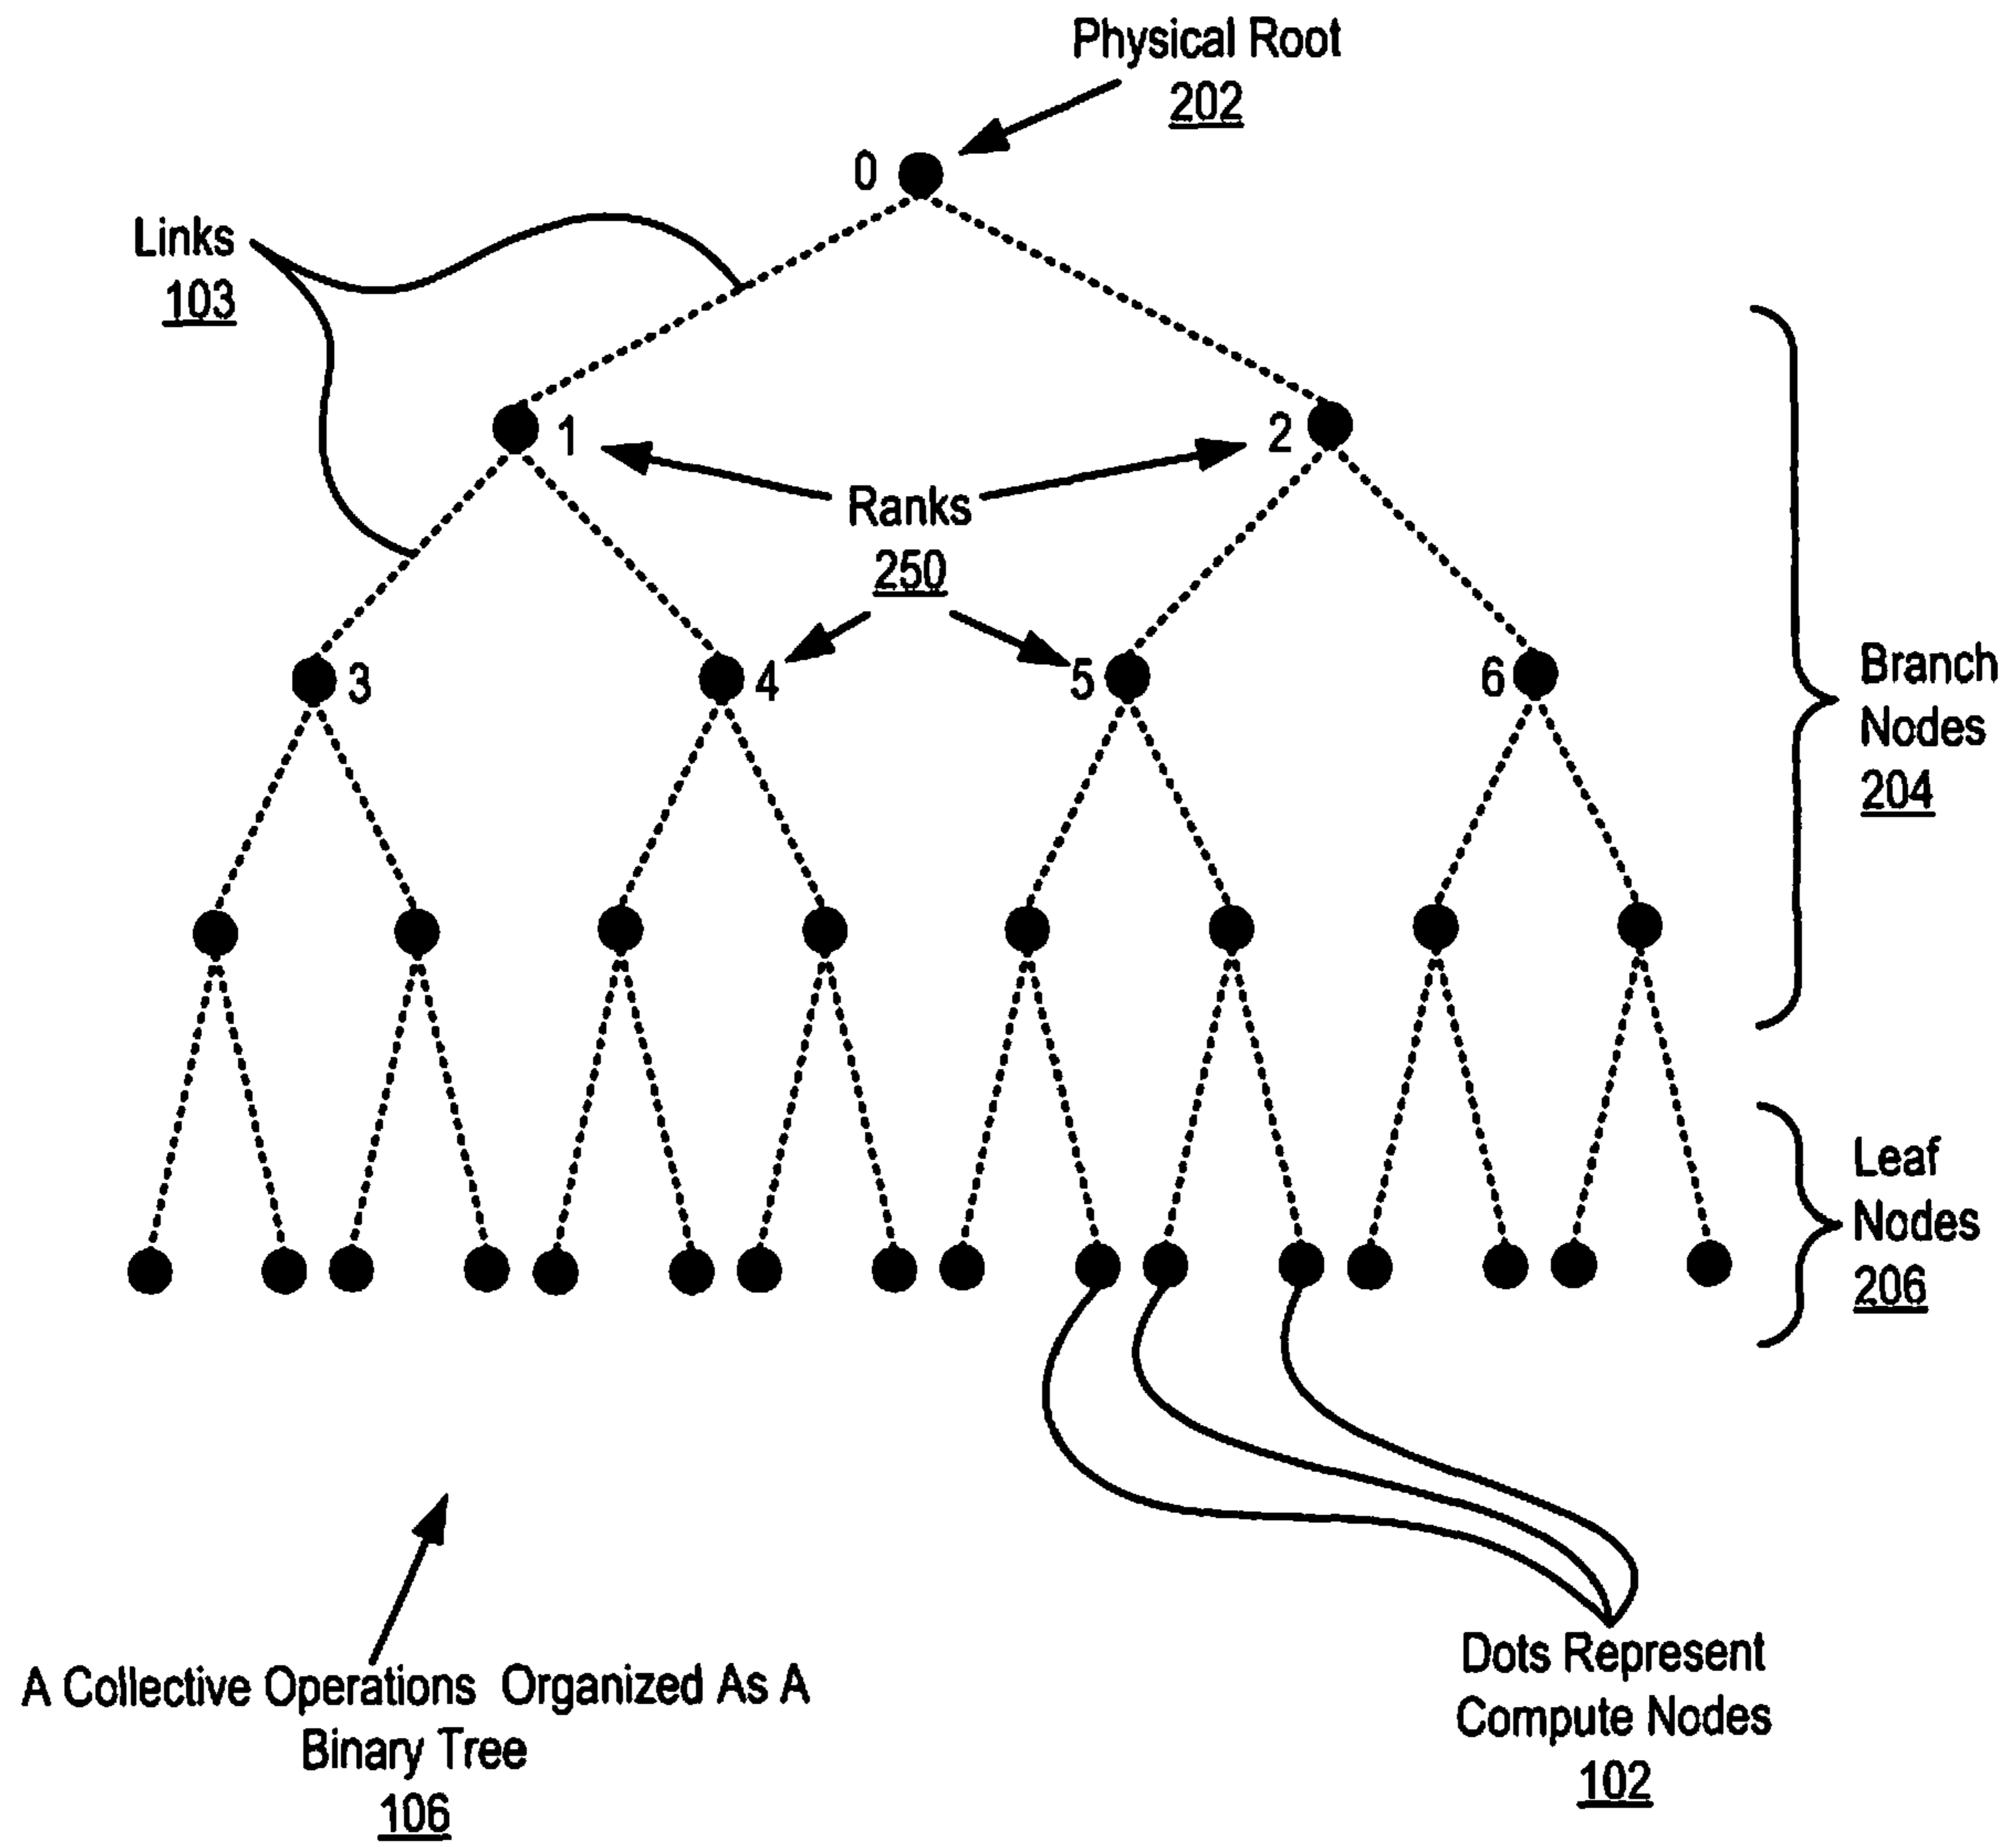 Physical Root
202
0
Links
103
1
2
Ranks
250
3
4
5
6
Branch
Nodes
204
Leaf
Nodes
206
A Collective Operations Organized As A
Binary Tree
106
Dots Represent
Compute Nodes
102